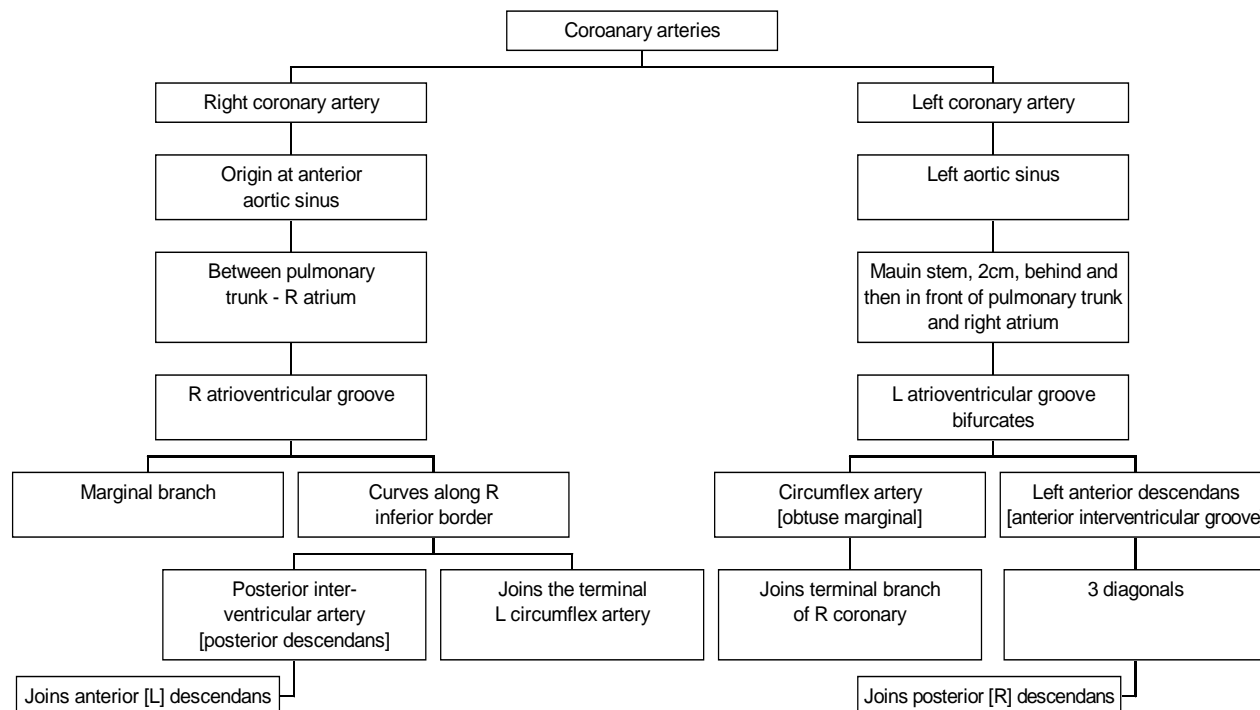 Coroanary arteries
Right coronary artery
Left coronary artery
Origin at anterior
aortic sinus
Left aortic sinus
Between pulmonary
trunk - R atrium
Mauin stem, 2cm, behind and
then in front of pulmonary trunk
and right atrium
R atrioventricular groove
L atrioventricular groove
bifurcates
Marginal branch
Curves along R
inferior border
Circumflex artery
[obtuse marginal]
Left anterior descendans
[anterior interventricular groove
Posterior inter-
ventricular artery
[posterior descendans]
Joins the terminal
L circumflex artery
Joins terminal branch
of R coronary
3 diagonals
Joins anterior [L] descendans
Joins posterior [R] descendans